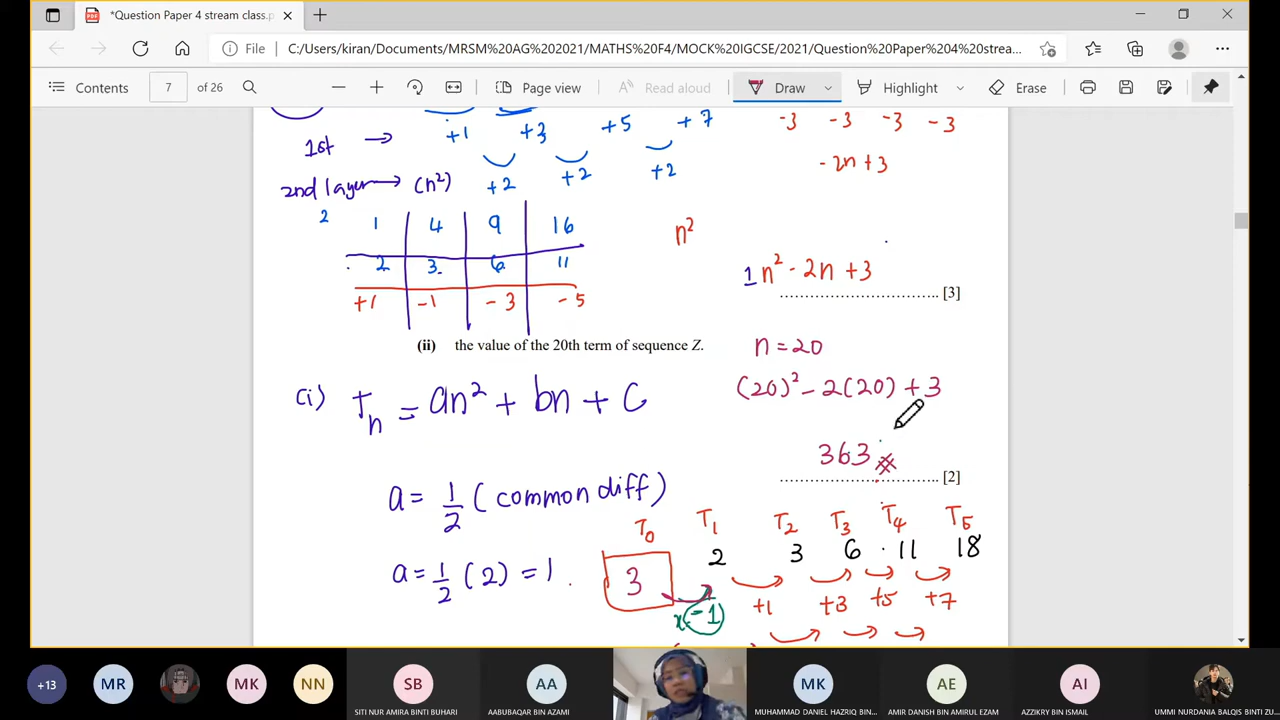 *Question Paper 4 stream class.p
File C:/Users/kiran/Documents/MRSM%20AG%202021/MATHS%20F4/MOCK%20IGCSE/2021/Question%20Paper%204%20strea...
Contents 7 of 26 Page view Read aloud Draw Highlight Erase
+1 +3 +5 +7
-3 -3 -3 -3
1st →
-2n+3
2nd layer → (n²) +2 +2 +2
2 1 4 9 16
n²
2 3 6 11
1n² - 2n + 3
[3]
+1 -1 -3 -5
(ii) the value of the 20th term of sequence Z.
n = 20
(20)² - 2(20) + 3
Ci) Tn = an² + bn + C
363
[2]
a = 1/2 (common diff)
T0 T1 T2 T3 T4 T5
3 2 3 6 11 18
a = 1/2 (2) = 1
x = -1 +1 +3 +5 +7
+13 MR MK NN SB AA MK AE AI
SITI NUR AMIRA BINTI BUHARI AABUBAQAR BIN AZAMI MUHAMMAD DANIEL HAZRIQ BIN... AMIR DANISH BIN AMIRUL EZAM AZZIKRY BIN ISMAIL UMMI NURDANIA BALQIS BINTI ZU...